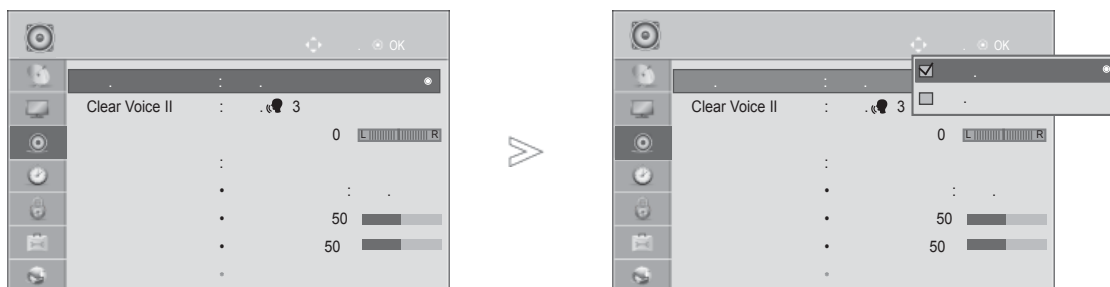 . ◉ OK
. : . ◉
Clear Voice II : . 3
0 L R
:
• : .
• 50
• 50
•
. ◉ OK
. : .
☑ . ◉
☐ .
Clear Voice II : . 3
0 L R
:
• : .
• 50
• 50
•